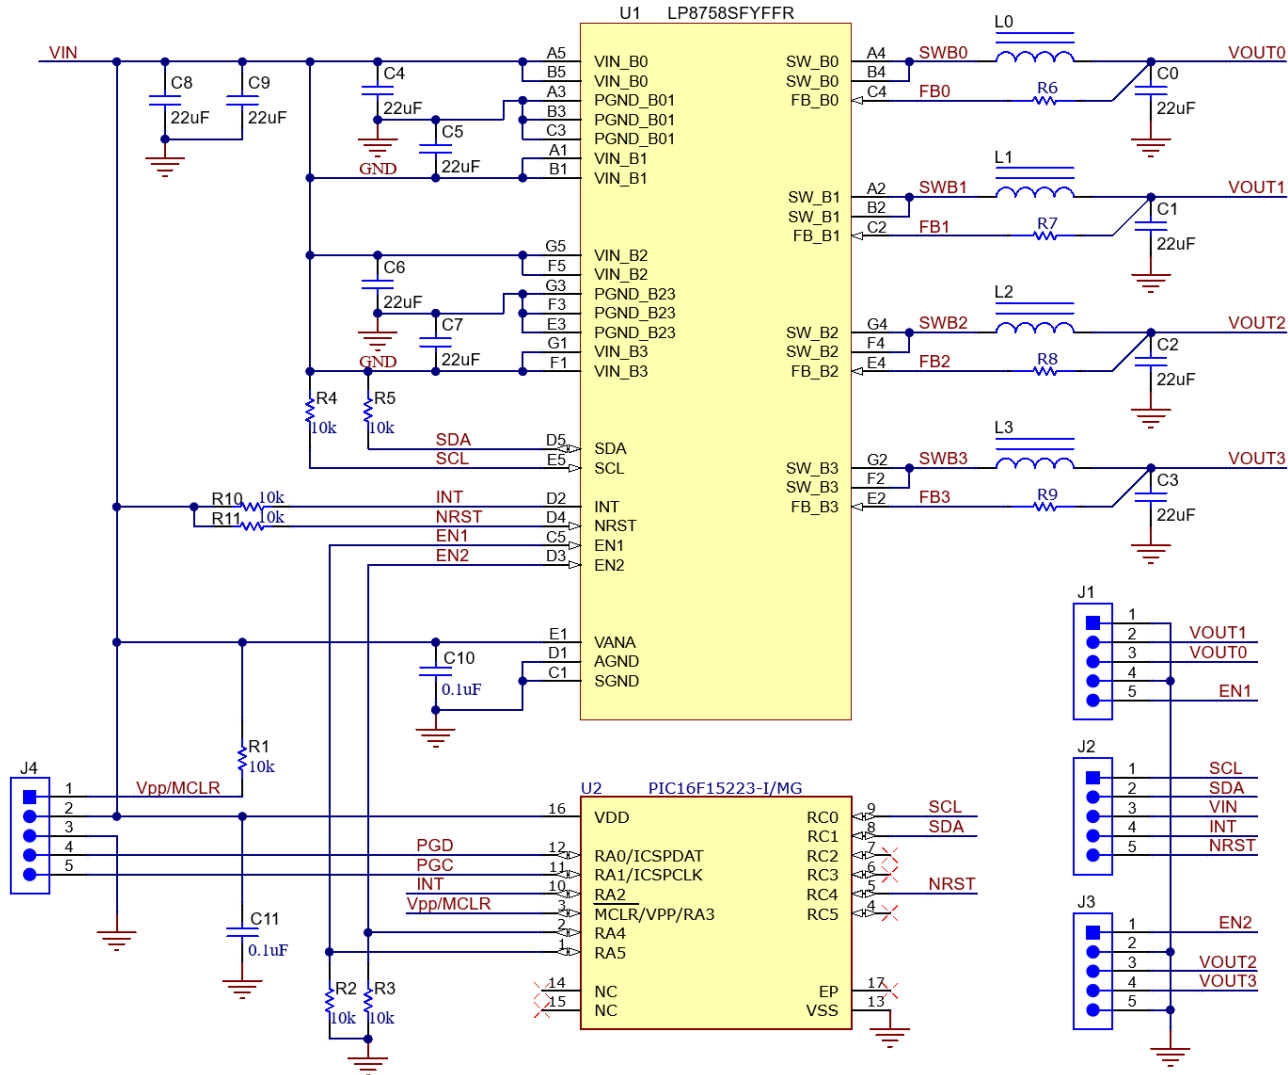 U1 LP8758SFYFFR
VIN
C8
22uF
C9
22uF
C4
22uF
C5
22uF
GND
C6
22uF
C7
22uF
GND
R4
10k
R5
10k
SDA
SCL
R10 10k
R11 10k
INT
NRST
EN1
EN2
A5 VIN_B0
B5 VIN_B0
A3 PGND_B01
B3 PGND_B01
C3 PGND_B01
A1 VIN_B1
B1 VIN_B1
G5 VIN_B2
F5 VIN_B2
G3 PGND_B23
F3 PGND_B23
E3 PGND_B23
G1 VIN_B3
F1 VIN_B3
D5 SDA
E5 SCL
D2 INT
D4 NRST
C5 EN1
D3 EN2
E1 VANA
D1 AGND
C1 SGND
SW_B0 A4
SW_B0 B4
FB_B0 C4
SW_B1 A2
SW_B1 B2
FB_B1 C2
SW_B2 G4
SW_B2 F4
FB_B2 E4
SW_B3 G2
SW_B3 F2
FB_B3 E2
SWB0 L0 VOUT0
FB0 R6
C0
22uF
SWB1 L1 VOUT1
FB1 R7
C1
22uF
SWB2 L2 VOUT2
FB2 R8
C2
22uF
SWB3 L3 VOUT3
FB3 R9
C3
22uF
C10
0.1uF
R1
10k
J4
1 Vpp/MCLR
2
3
4 PGD
5 PGC
INT
Vpp/MCLR
C11
0.1uF
R2
10k
R3
10k
U2 PIC16F15223-I/MG
16 VDD
12 RA0/ICSPDAT
11 RA1/ICSPCLK
10 RA2
3 MCLR/VPP/RA3
2 RA4
1 RA5
14 NC
15 NC
RC0 9 SCL
RC1 8 SDA
RC2 7
RC3 6
RC4 5 NRST
RC5 4
EP 17
VSS 13
J1
1
2 VOUT1
3 VOUT0
4
5 EN1
J2
1 SCL
2 SDA
3 VIN
4 INT
5 NRST
J3
1 EN2
2
3 VOUT2
4 VOUT3
5